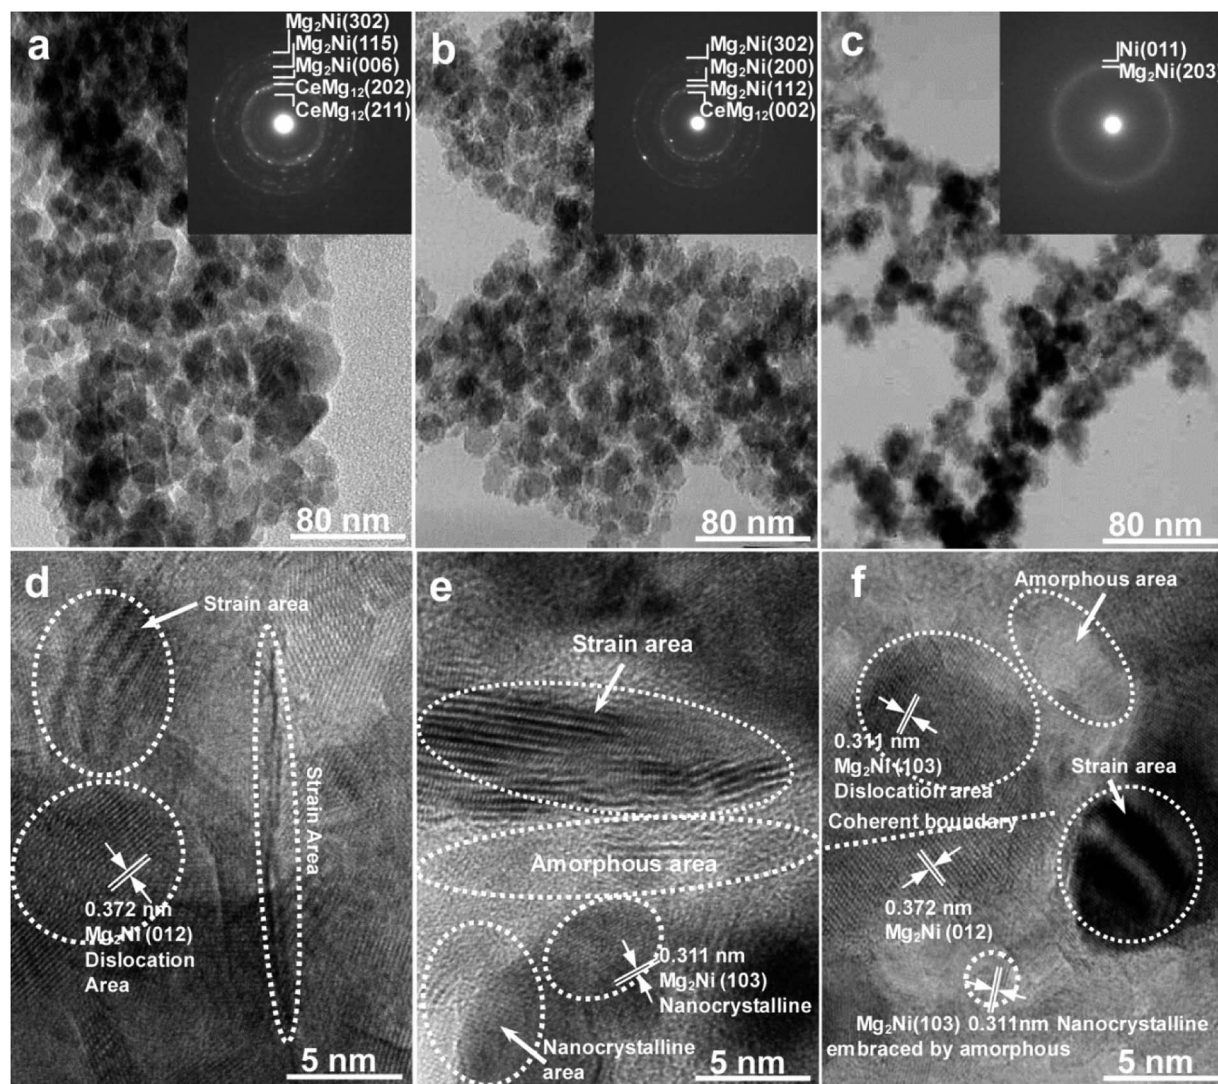 a
Mg₂Ni(302)
Mg₂Ni(115)
Mg₂Ni(006)
CeMg₁₂(202)
CeMg₁₂(211)
80 nm
b
Mg₂Ni(302)
Mg₂Ni(200)
Mg₂Ni(112)
CeMg₁₂(002)
80 nm
c
Ni(011)
Mg₂Ni(203)
80 nm
d
Strain area
Strain Area
0.372 nm
Mg₂Ni (012)
Dislocation
Area
5 nm
e
Strain area
Amorphous area
0.311 nm
Mg₂Ni (103)
Nanocrystalline
Nanocrystalline
area
5 nm
f
Amorphous area
0.311 nm
Mg₂Ni (103)
Dislocation area
Strain area
Coherent boundary
0.372 nm
Mg₂Ni (012)
Mg₂Ni(103) 0.311nm Nanocrystalline
embraced by amorphous
5 nm